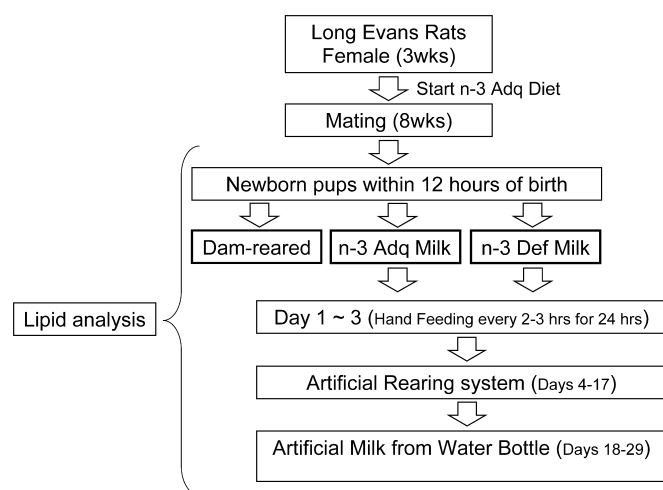 Long Evans Rats
Female (3wks)
Start n-3 Adq Diet
Mating (8wks)
Newborn pups within 12 hours of birth
Dam-reared
n-3 Adq Milk
n-3 Def Milk
Lipid analysis
Day 1 ~ 3 (Hand Feeding every 2-3 hrs for 24 hrs)
Artificial Rearing system (Days 4-17)
Artificial Milk from Water Bottle (Days 18-29)